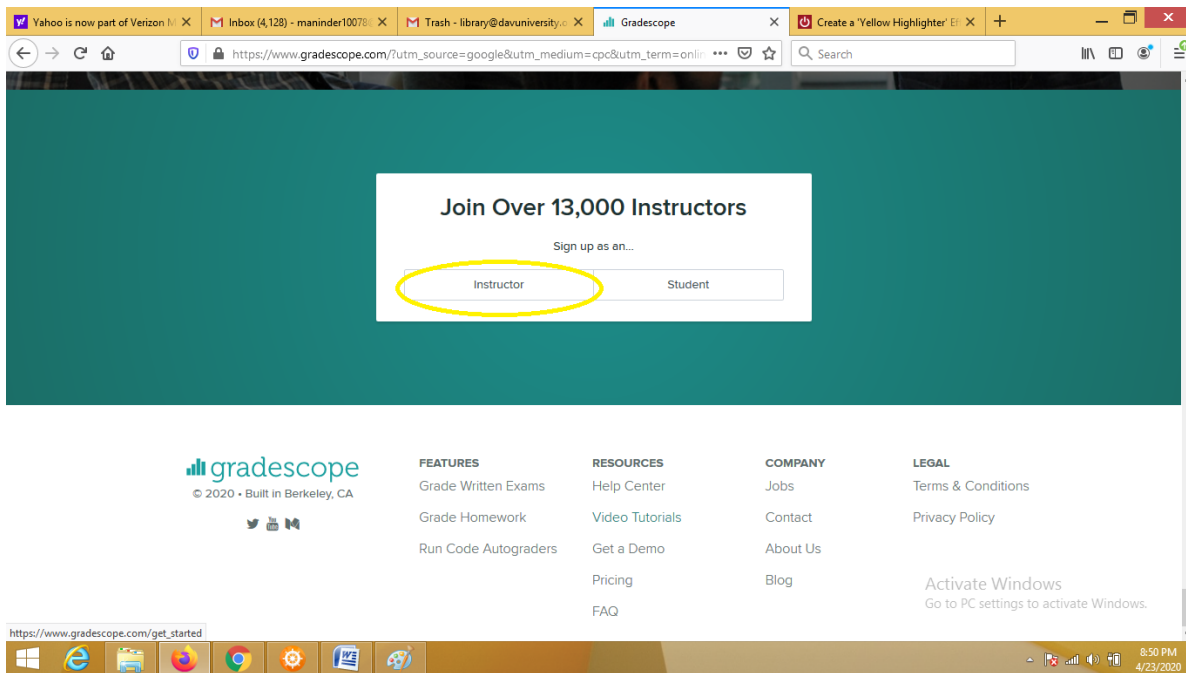 Yahoo is now part of Verizon M
Inbox (4,128) - maninder10078
Trash - library@davuniversity.o
Gradescope
Create a 'Yellow Highlighter' Ef
https://www.gradescope.com/?utm_source=google&utm_medium=cpc&utm_term=onlin
Search
Join Over 13,000 Instructors
Sign up as an...
Instructor
Student
gradescope
© 2020 • Built in Berkeley, CA
FEATURES
Grade Written Exams
Grade Homework
Run Code Autograders
RESOURCES
Help Center
Video Tutorials
Get a Demo
Pricing
FAQ
COMPANY
Jobs
Contact
About Us
Blog
LEGAL
Terms & Conditions
Privacy Policy
Activate Windows
Go to PC settings to activate Windows.
https://www.gradescope.com/get_started
8:50 PM
4/23/2020